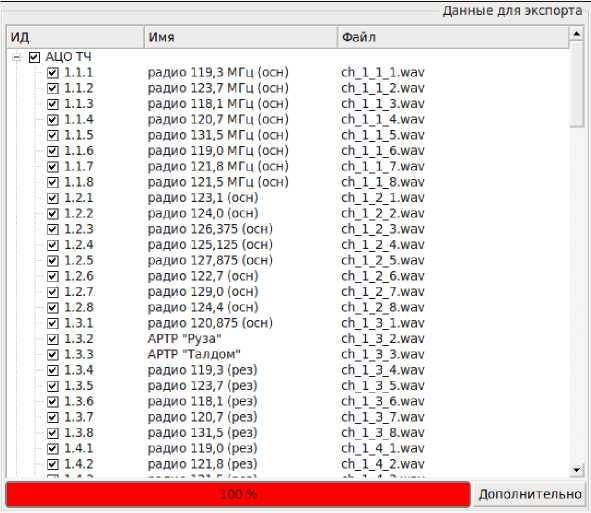 Данные для экспорта
ИД Имя Файл
АЦО ТЧ
1.1.1 радио 119,3 МГц (осн) ch_1_1_1.wav
1.1.2 радио 123,7 МГц (осн) ch_1_1_2.wav
1.1.3 радио 118,1 МГц (осн) ch_1_1_3.wav
1.1.4 радио 120,7 МГц (осн) ch_1_1_4.wav
1.1.5 радио 131,5 МГц (осн) ch_1_1_5.wav
1.1.6 радио 119,0 МГц (осн) ch_1_1_6.wav
1.1.7 радио 121,8 МГц (осн) ch_1_1_7.wav
1.1.8 радио 121,5 МГц (осн) ch_1_1_8.wav
1.2.1 радио 123,1 (осн) ch_1_2_1.wav
1.2.2 радио 124,0 (осн) ch_1_2_2.wav
1.2.3 радио 126,375 (осн) ch_1_2_3.wav
1.2.4 радио 125,125 (осн) ch_1_2_4.wav
1.2.5 радио 127,875 (осн) ch_1_2_5.wav
1.2.6 радио 122,7 (осн) ch_1_2_6.wav
1.2.7 радио 129,0 (осн) ch_1_2_7.wav
1.2.8 радио 124,4 (осн) ch_1_2_8.wav
1.3.1 радио 120,875 (осн) ch_1_3_1.wav
1.3.2 АРТР "Руза" ch_1_3_2.wav
1.3.3 АРТР "Талдом" ch_1_3_3.wav
1.3.4 радио 119,3 (рез) ch_1_3_4.wav
1.3.5 радио 123,7 (рез) ch_1_3_5.wav
1.3.6 радио 118,1 (рез) ch_1_3_6.wav
1.3.7 радио 120,7 (рез) ch_1_3_7.wav
1.3.8 радио 131,5 (рез) ch_1_3_8.wav
1.4.1 радио 119,0 (рез) ch_1_4_1.wav
1.4.2 радио 121,8 (рез) ch_1_4_2.wav
100 % Дополнительно